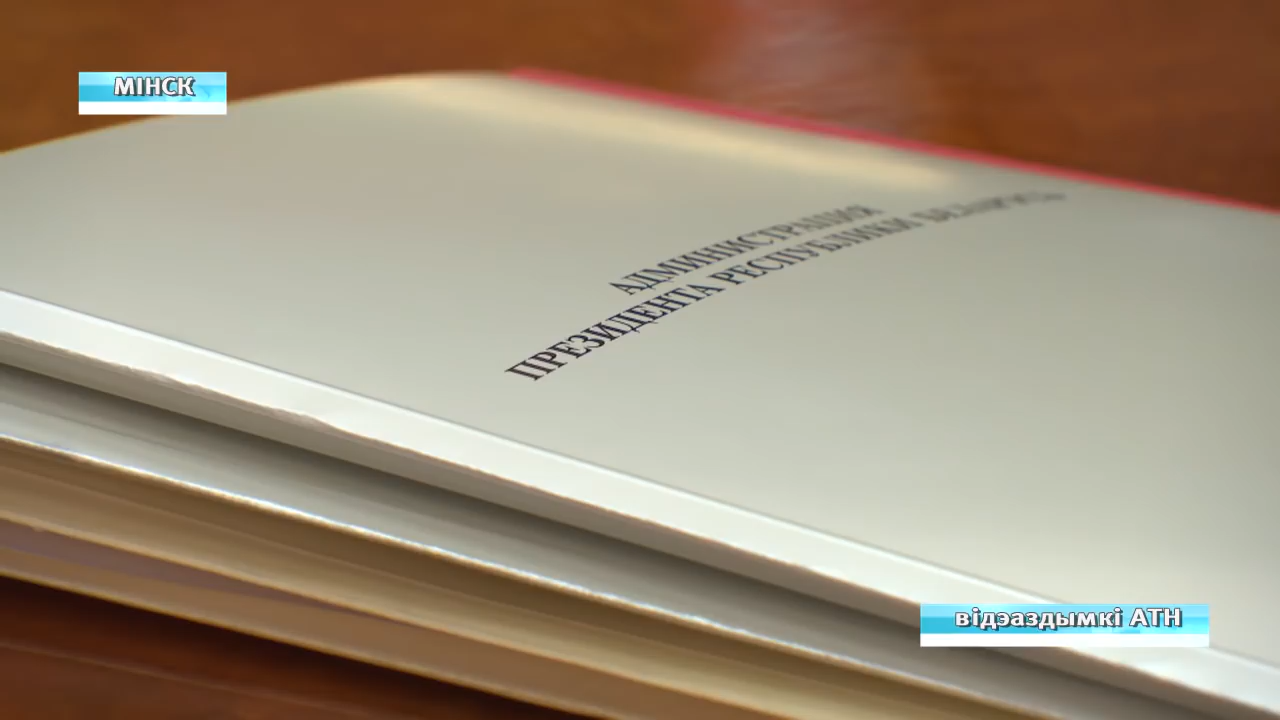 МІНСК
АДМИНИСТРАЦИЯ
ПРЕЗИДЕНТА РЕСПУБЛИКИ БЕЛАРУСЬ
відэаздымкі АТН